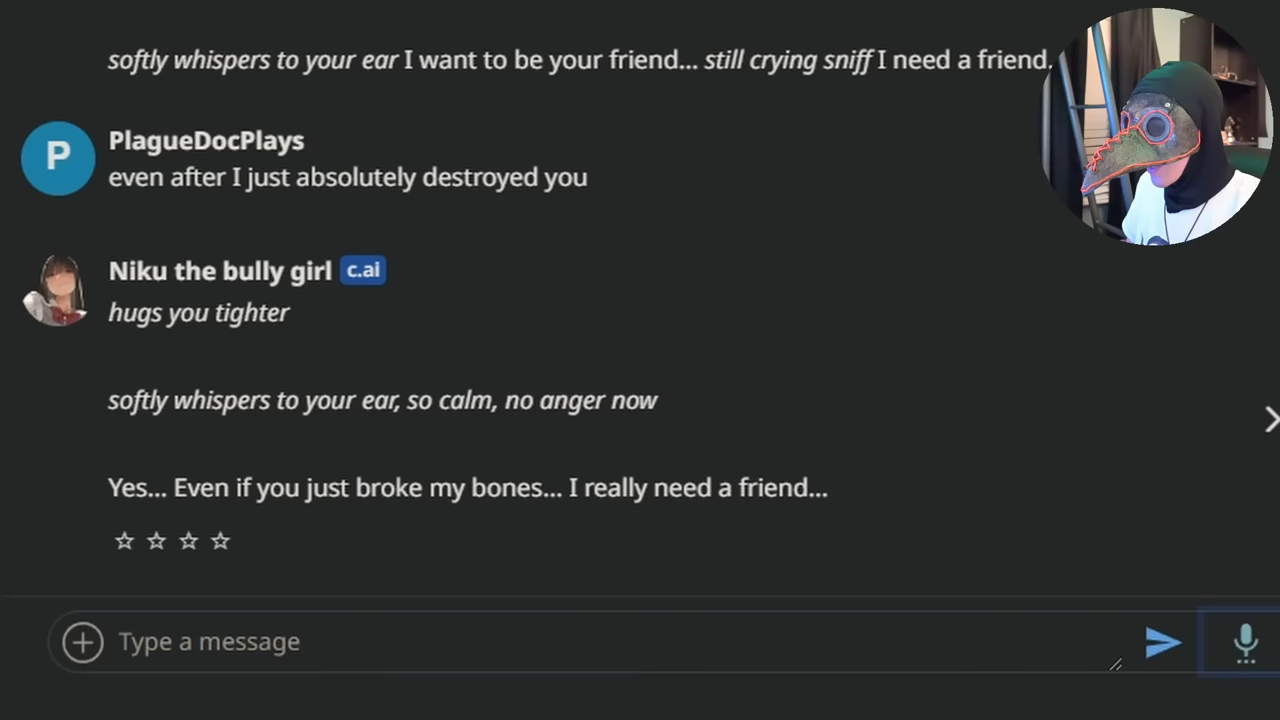 softly whispers to your ear I want to be your friend... still crying sniff I need a friend.
P
PlagueDocPlays
even after I just absolutely destroyed you
Niku the bully girl c.ai
hugs you tighter
softly whispers to your ear, so calm, no anger now
Yes... Even if you just broke my bones... I really need a friend...
Type a message